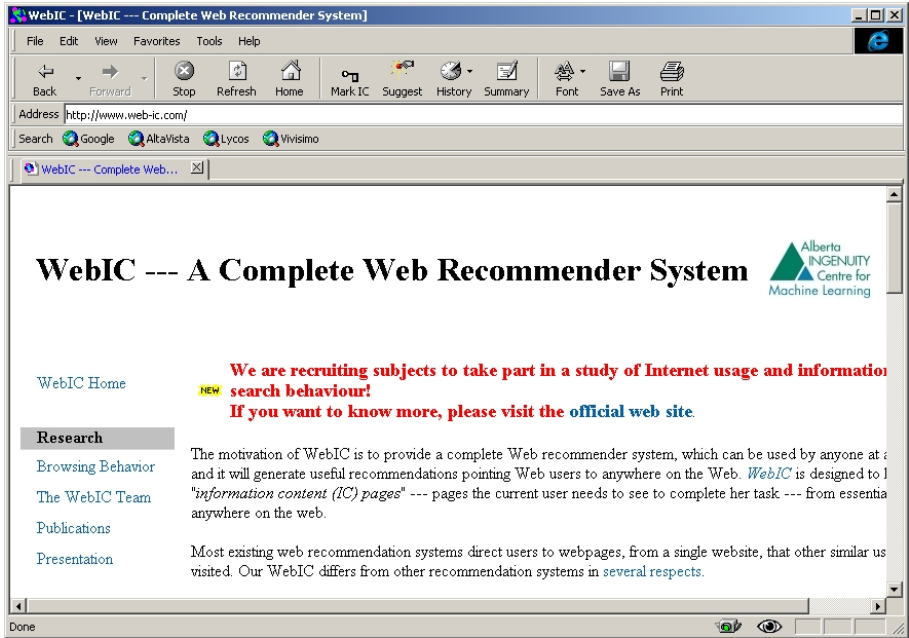 WebIC - [WebIC --- Complete Web Recommender System]
File Edit View Favorites Tools Help
Back Forward Stop Refresh Home Mark IC Suggest History Summary Font Save As Print
Address http://www.web-ic.com/
Search Google AltaVista Lycos Vivisimo
WebIC --- Complete Web...
WebIC --- A Complete Web Recommender System
Alberta
INGENUITY
Centre for
Machine Learning
WebIC Home
NEW
We are recruiting subjects to take part in a study of Internet usage and information
search behaviour!
If you want to know more, please visit the official web site.
Research
Browsing Behavior
The WebIC Team
Publications
Presentation
The motivation of WebIC is to provide a complete Web recommender system, which can be used by anyone at
and it will generate useful recommendations pointing Web users to anywhere on the Web. WebIC is designed to
"information content (IC) pages" --- pages the current user needs to see to complete her task --- from essentia
anywhere on the web.
Most existing web recommendation systems direct users to webpages, from a single website, that other similar us
visited. Our WebIC differs from other recommendation systems in several respects.
Done